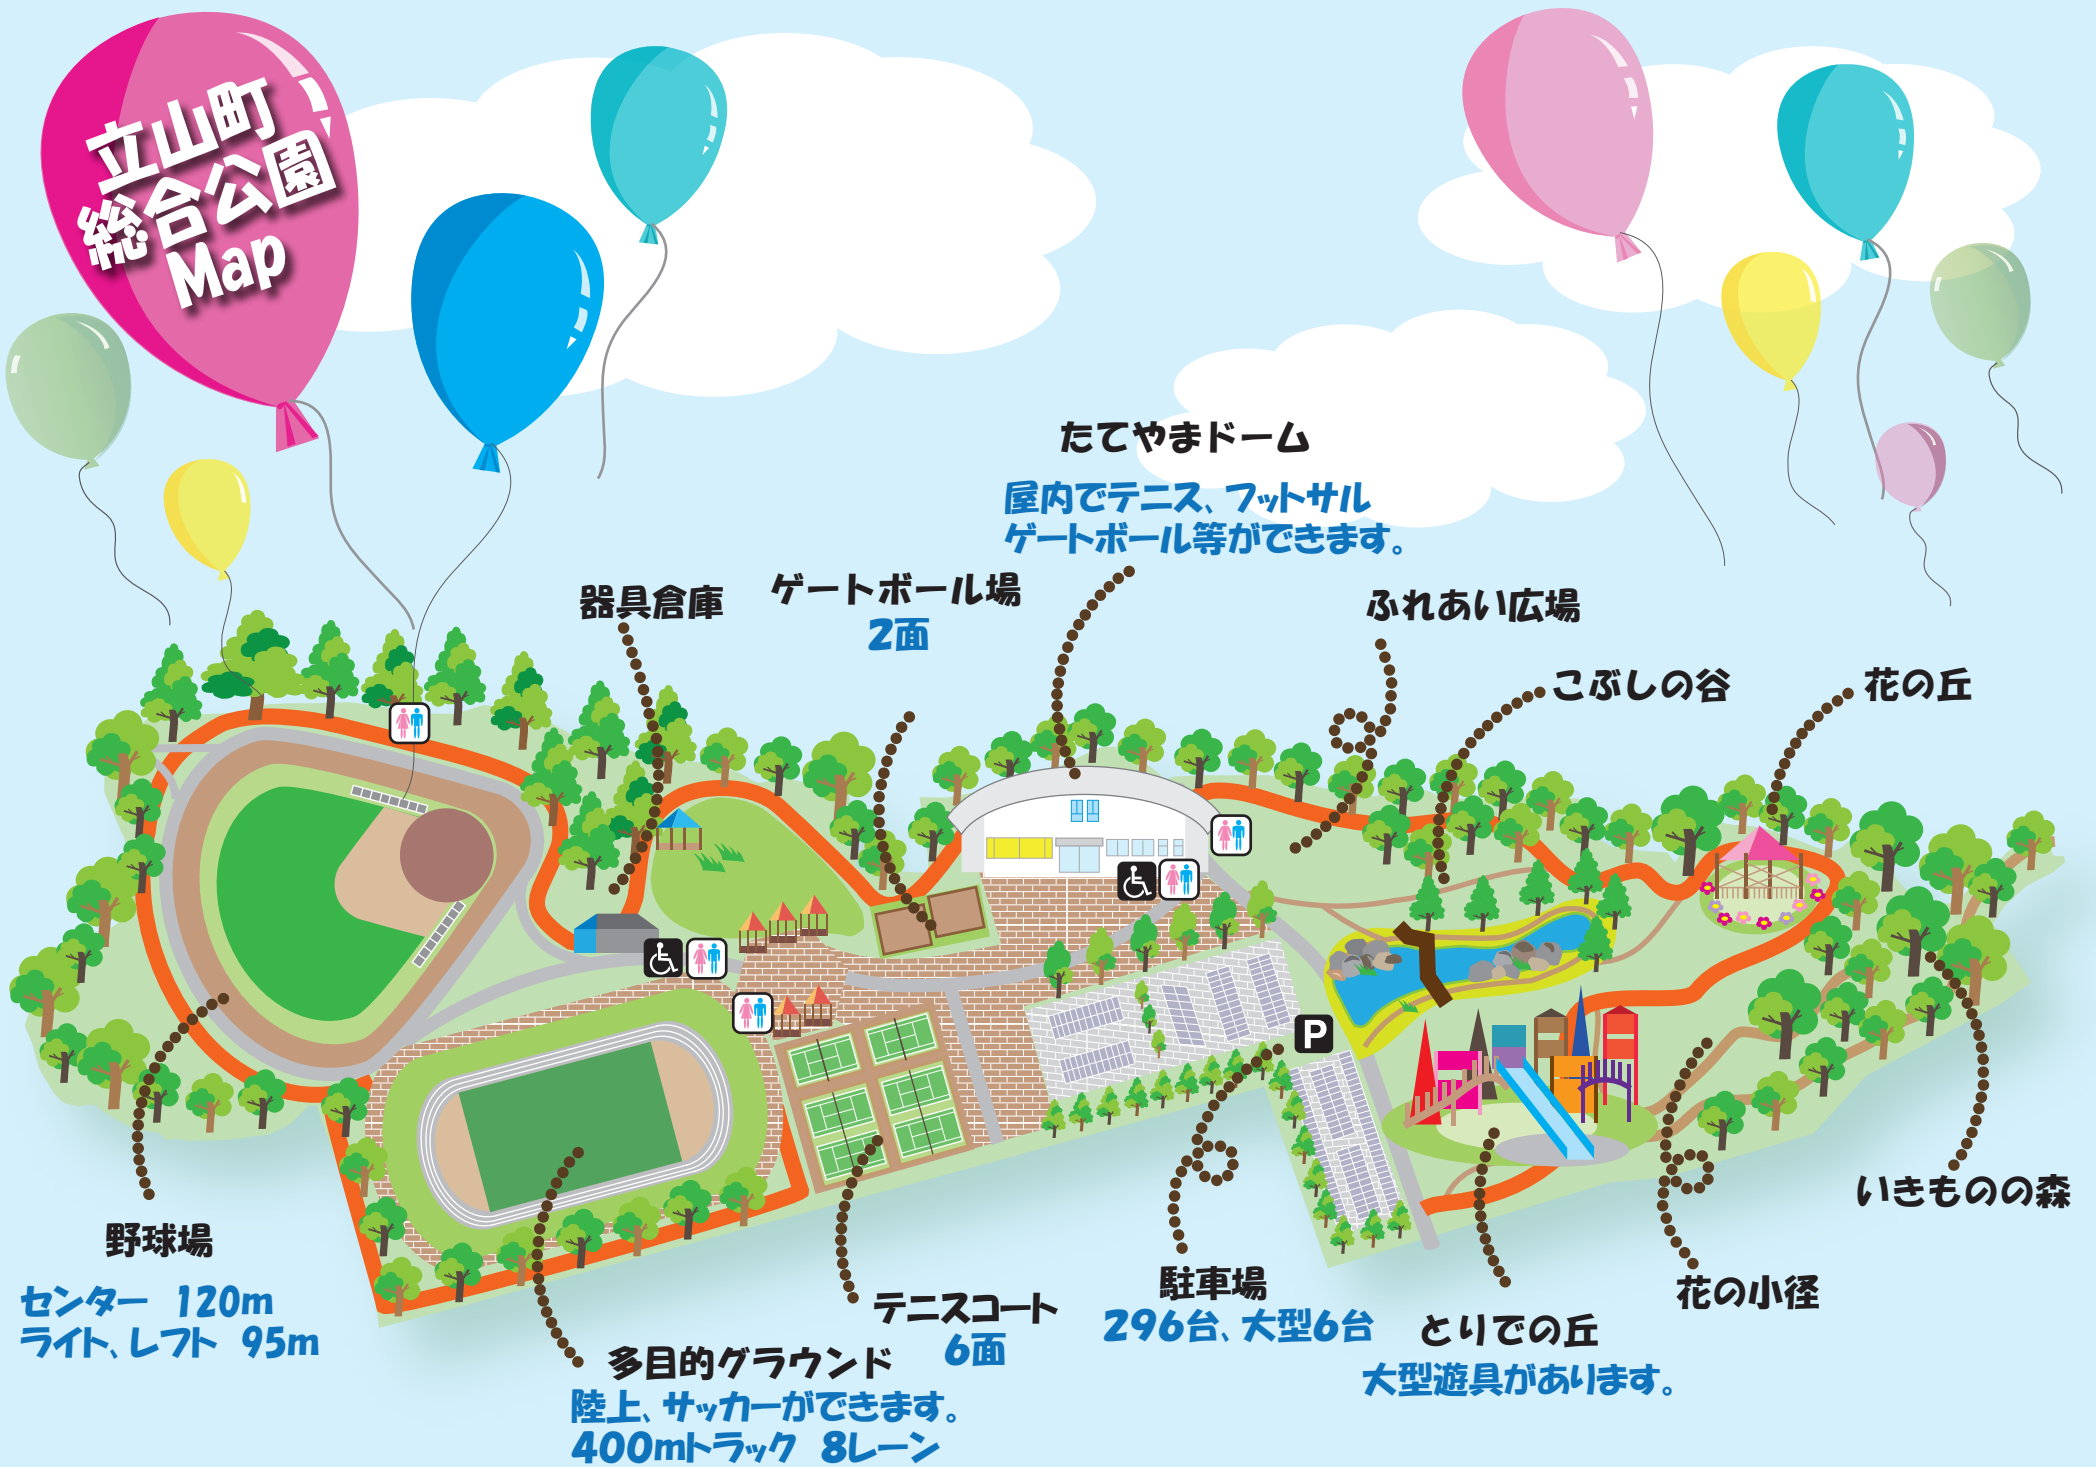 立山町
総合公園
Map
たてやまドーム
屋内でテニス、フットサル
ゲートボール等ができます。
器具倉庫
ゲートボール場
2面
ふれあい広場
こぶしの谷
花の丘
P
野球場
センター 120m
ライト、レフト 95m
多目的グラウンド
陸上、サッカーができます。
400mトラック 8レーン
テニスコート
6面
駐車場
296台、大型6台
とりでの丘
大型遊具があります。
花の小径
いきものの森